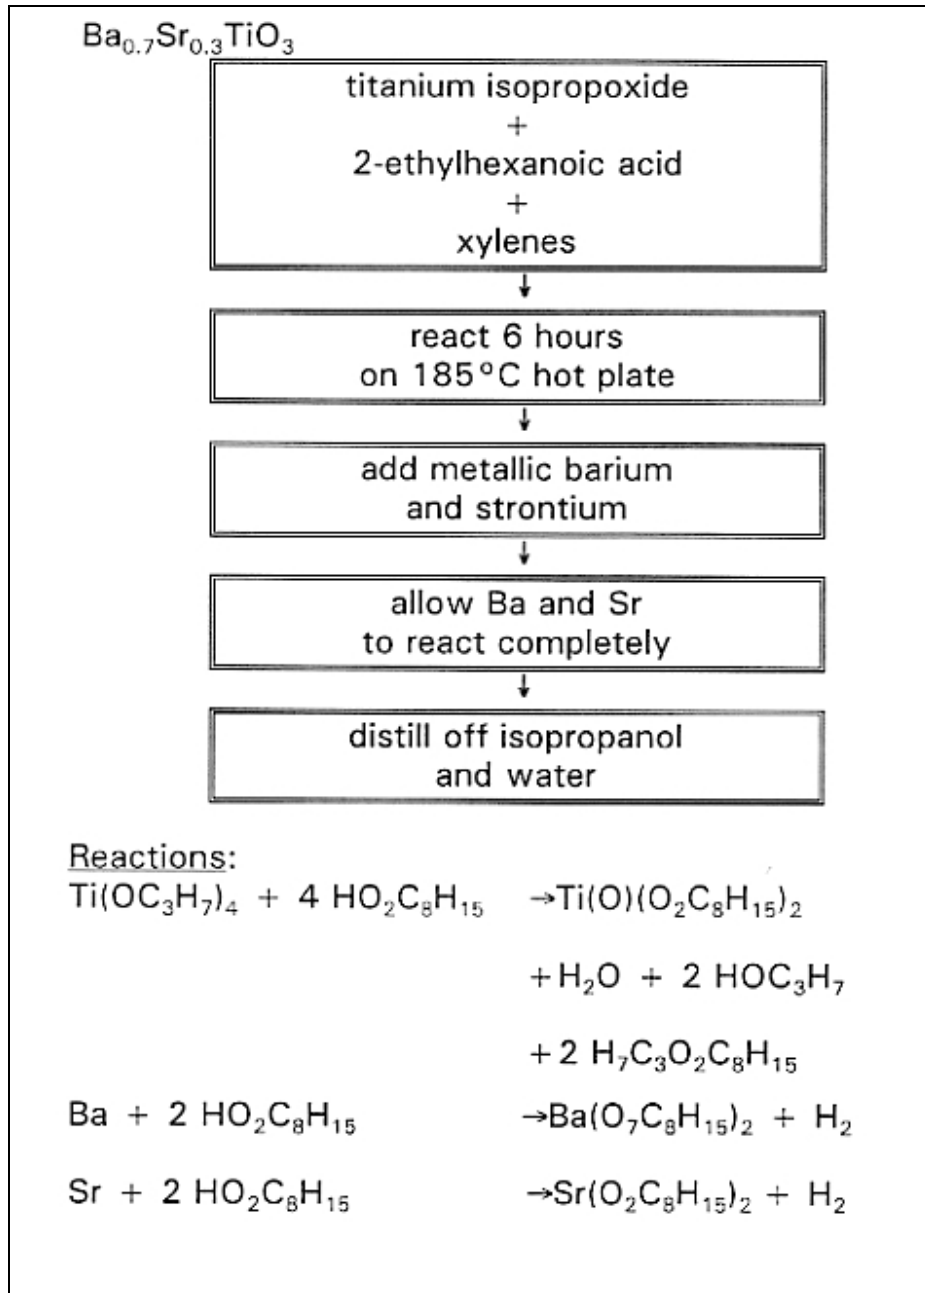 Ba₀.₇Sr₀.₃TiO₃
titanium isopropoxide
+
2-ethylhexanoic acid
+
xylenes
↓
react 6 hours
on 185°C hot plate
↓
add metallic barium
and strontium
↓
allow Ba and Sr
to react completely
↓
distill off isopropanol
and water
Reactions:
Ti(OC₃H₇)₄ + 4 HO₂C₈H₁₅ →Ti(O)(O₂C₈H₁₅)₂
+H₂O + 2 HOC₃H₇
+2 H₇C₃O₂C₈H₁₅
Ba + 2 HO₂C₈H₁₅ →Ba(O₇C₈H₁₅)₂ + H₂
Sr + 2 HO₂C₈H₁₅ →Sr(O₂C₈H₁₅)₂ + H₂